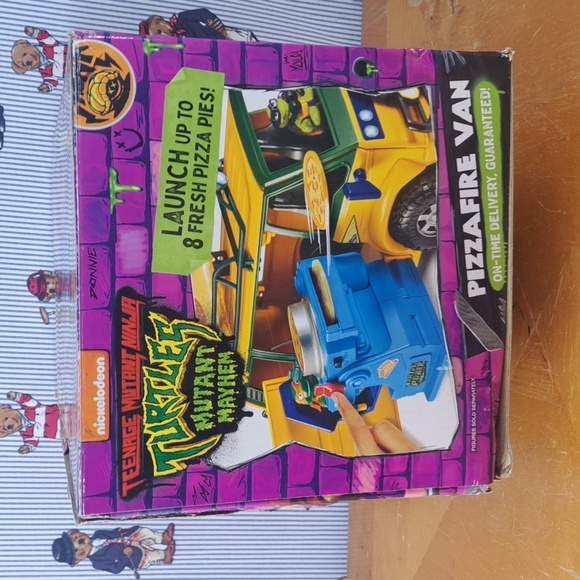 nickelodeon
TEENAGE MUTANT NINJA
TURTLES
MUTANT
MAYHEM
DONNIE
LAUNCH UP TO
8 FRESH PIZZA PIES!
FIGURES SOLD SEPARATELY
PIZZAFIRE VAN
ON-TIME DELIVERY, GUARANTEED!